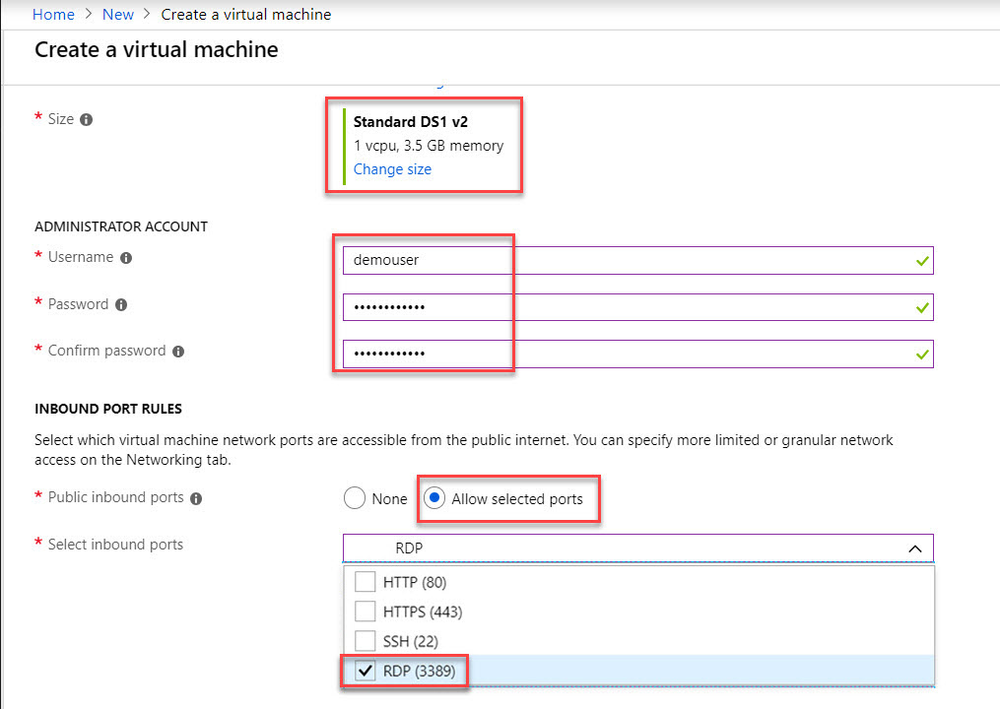 Home > New > Create a virtual machine
Create a virtual machine
* Size
Standard DS1 v2
1 vcpu, 3.5 GB memory
Change size
ADMINISTRATOR ACCOUNT
* Username
demouser
* Password
••••••••••••
* Confirm password
••••••••••••
INBOUND PORT RULES
Select which virtual machine network ports are accessible from the public internet. You can specify more limited or granular network
access on the Networking tab.
* Public inbound ports
None
Allow selected ports
* Select inbound ports
RDP
HTTP (80)
HTTPS (443)
SSH (22)
RDP (3389)